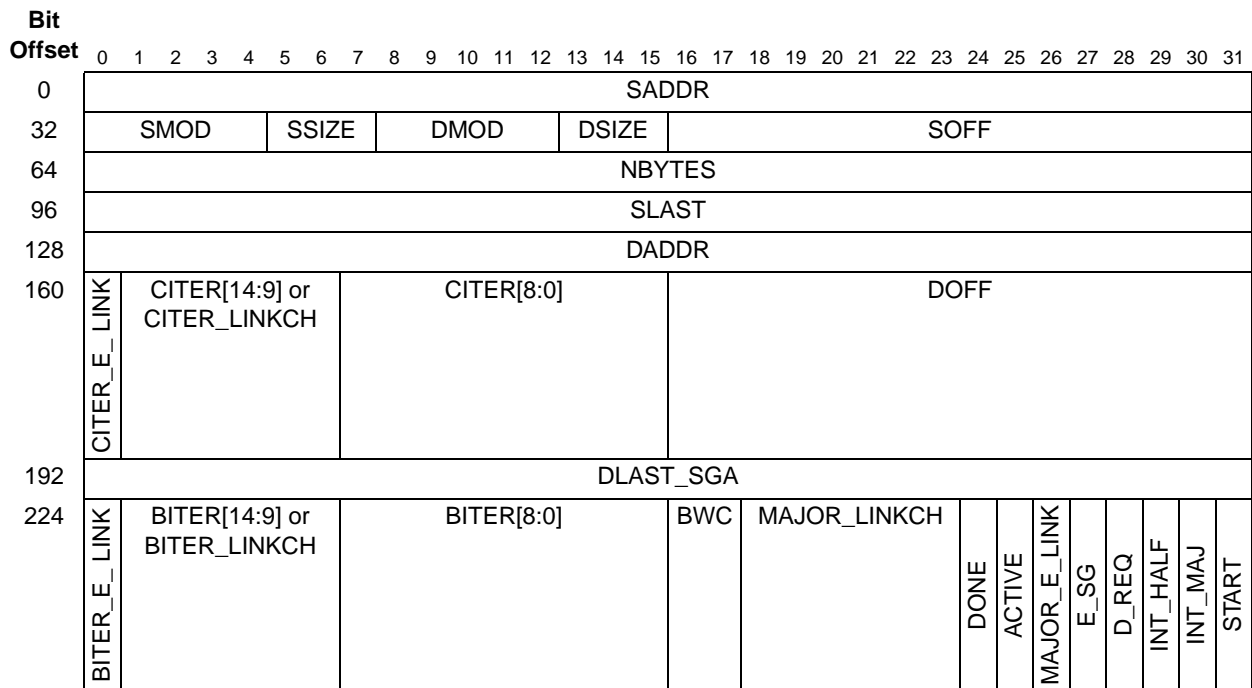 Bit
Offset 0 1 2 3 4 5 6 7 8 9 10 11 12 13 14 15 16 17 18 19 20 21 22 23 24 25 26 27 28 29 30 31
0 SADDR
32 SMOD SSIZE DMOD DSIZE SOFF
64 NBYTES
96 SLAST
128 DADDR
160 CITER_E_ LINK CITER[14:9] or CITER[8:0] DOFF
CITER_LINKCH
192 DLAST_SGA
224 BITER_E_ LINK BITER[14:9] or BITER[8:0] BWC MAJOR_LINKCH DONE ACTIVE MAJOR_E_LINK E_SG D_REQ INT_HALF INT_MAJ START
BITER_LINKCH